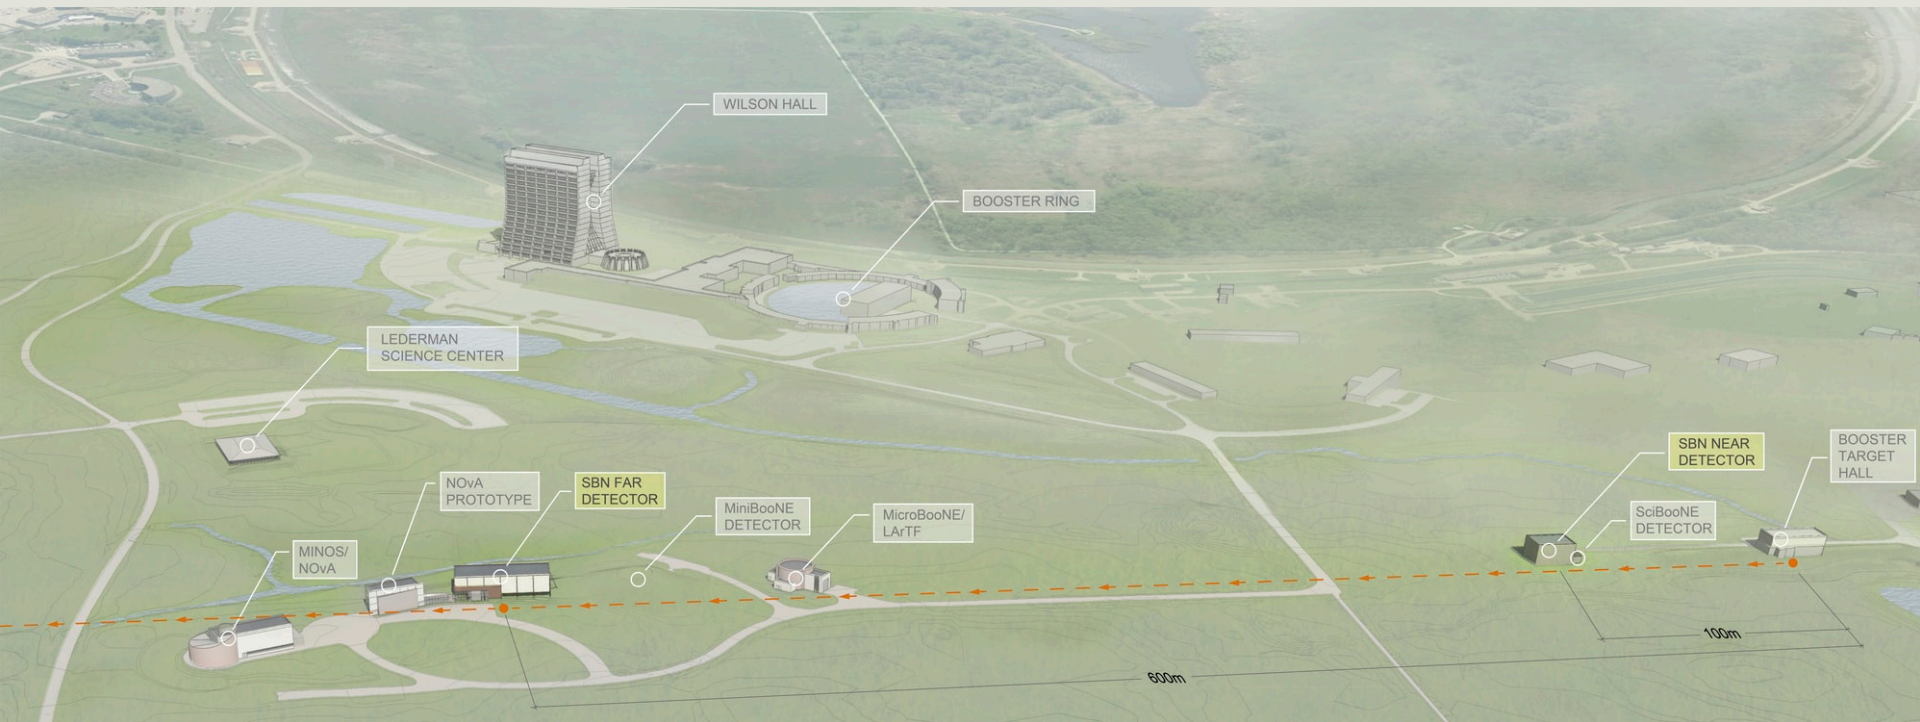 WILSON HALL
BOOSTER RING
LEDERMAN
SCIENCE CENTER
SBN NEAR
DETECTOR
BOOSTER
TARGET
HALL
NOvA
PROTOTYPE
SBN FAR
DETECTOR
MiniBooNE
DETECTOR
MicroBooNE/
LArTF
SciBooNE
DETECTOR
MINOS/
NOvA
100m
600m